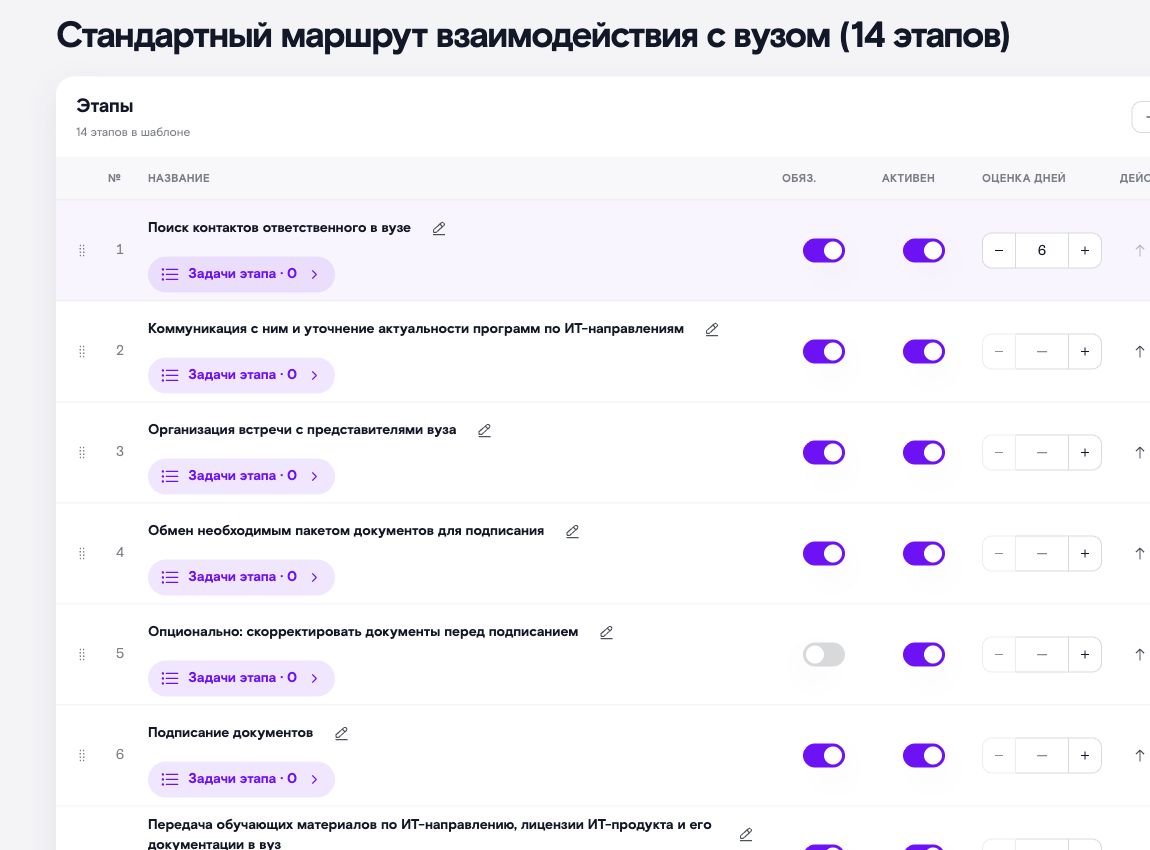 Стандартный маршрут взаимодействия с вузом (14 этапов)
Этапы
14 этапов в шаблоне
№ НАЗВАНИЕ ОБЯЗ. АКТИВЕН ОЦЕНКА ДНЕЙ
Поиск контактов ответственного в вузе
1 − 6 +
Задачи этапа · 0
Коммуникация с ним и уточнение актуальности программ по ИТ-направлениям
2 − — +
Задачи этапа · 0
Организация встречи с представителями вуза
3 − — +
Задачи этапа · 0
Обмен необходимым пакетом документов для подписания
4 − — +
Задачи этапа · 0
Опционально: скорректировать документы перед подписанием
5 − — +
Задачи этапа · 0
Подписание документов
6 − — +
Задачи этапа · 0
Передача обучающих материалов по ИТ-направлению, лицензии ИТ-продукта и его
документации в вуз